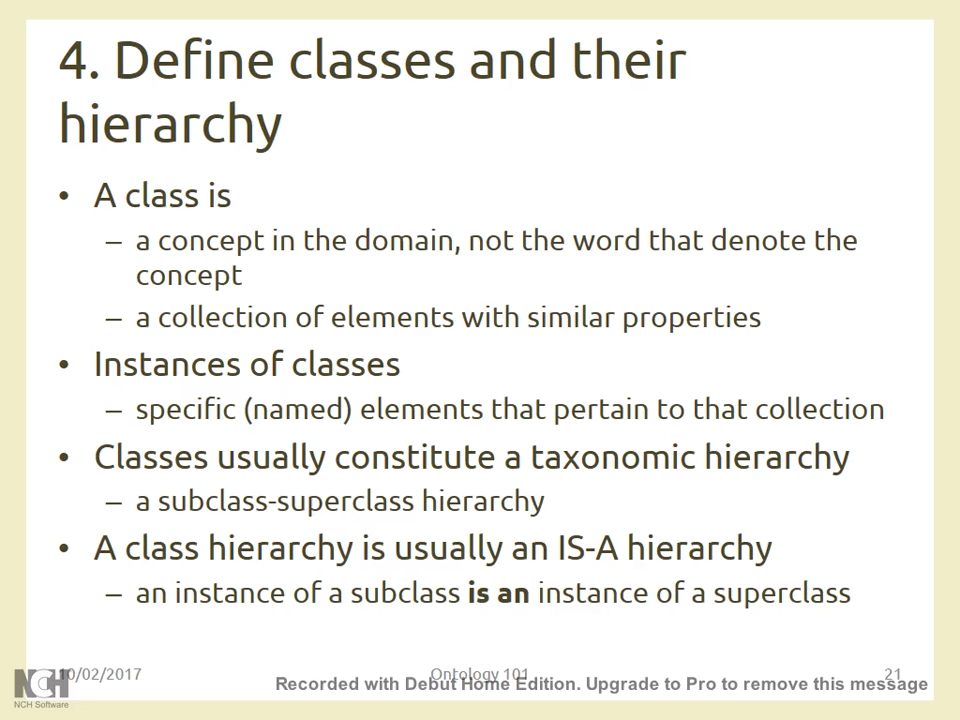 4. Define classes and their
hierarchy
• A class is
– a concept in the domain, not the word that denote the
concept
– a collection of elements with similar properties
• Instances of classes
– specific (named) elements that pertain to that collection
• Classes usually constitute a taxonomic hierarchy
– a subclass-superclass hierarchy
• A class hierarchy is usually an IS-A hierarchy
– an instance of a subclass is an instance of a superclass
10/02/2017 Ontology 101 21
Recorded with Debut Home Edition. Upgrade to Pro to remove this message
NCH
NCH Software